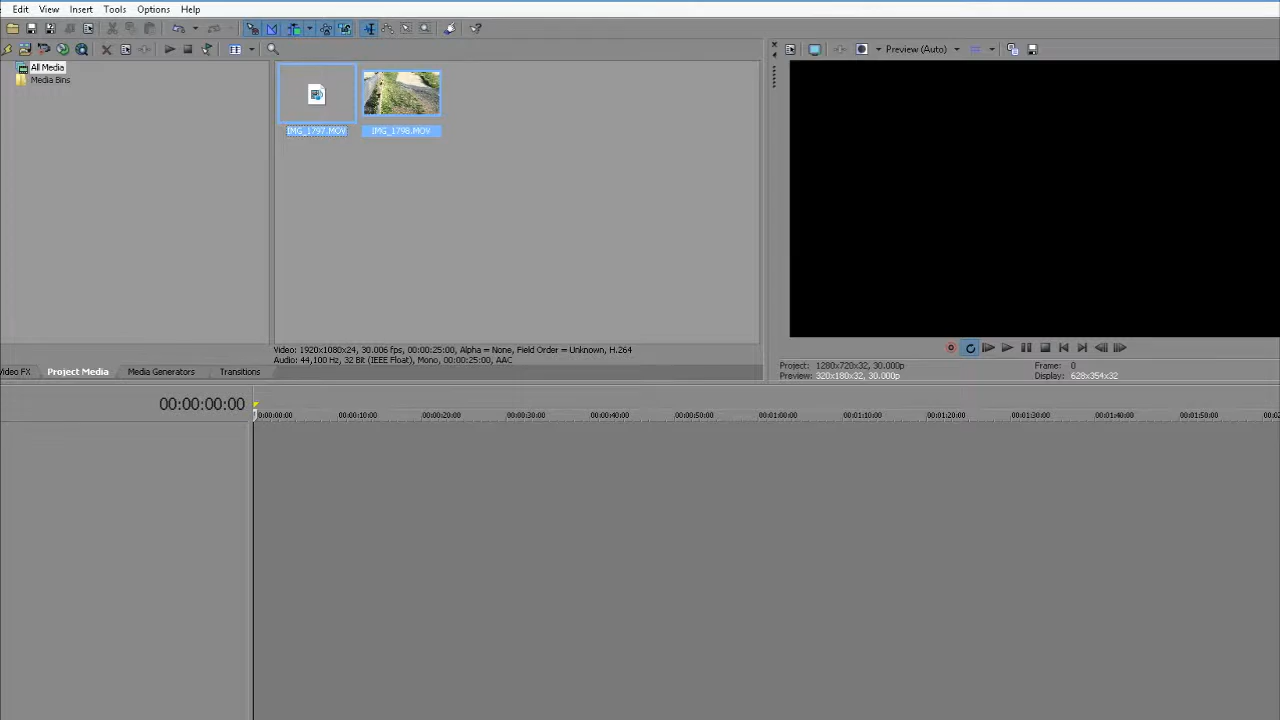 Edit View Insert Tools Options Help
Preview (Auto)
All Media
Media Bins
IMG_1797.MOV IMG_1798.MOV
Video: 1920x1080x24, 30.006 fps, 00:00:25:00, Alpha = None, Field Order = Unknown, H.264
Audio: 44,100 Hz, 32 Bit (IEEE Float), Mono, 00:00:25:00, AAC
Video FX Project Media Media Generators Transitions
Project: 1280x720x32, 30.000p Frame: 0
Preview: 320x180x32, 30.000p Display: 628x354x32
00:00:00:00
00:00:00:00 00:00:10:00 00:00:20:00 00:00:30:00 00:00:40:00 00:00:50:00 00:01:00:00 00:01:10:00 00:01:20:00 00:01:30:00 00:01:40:00 00:01:50:00